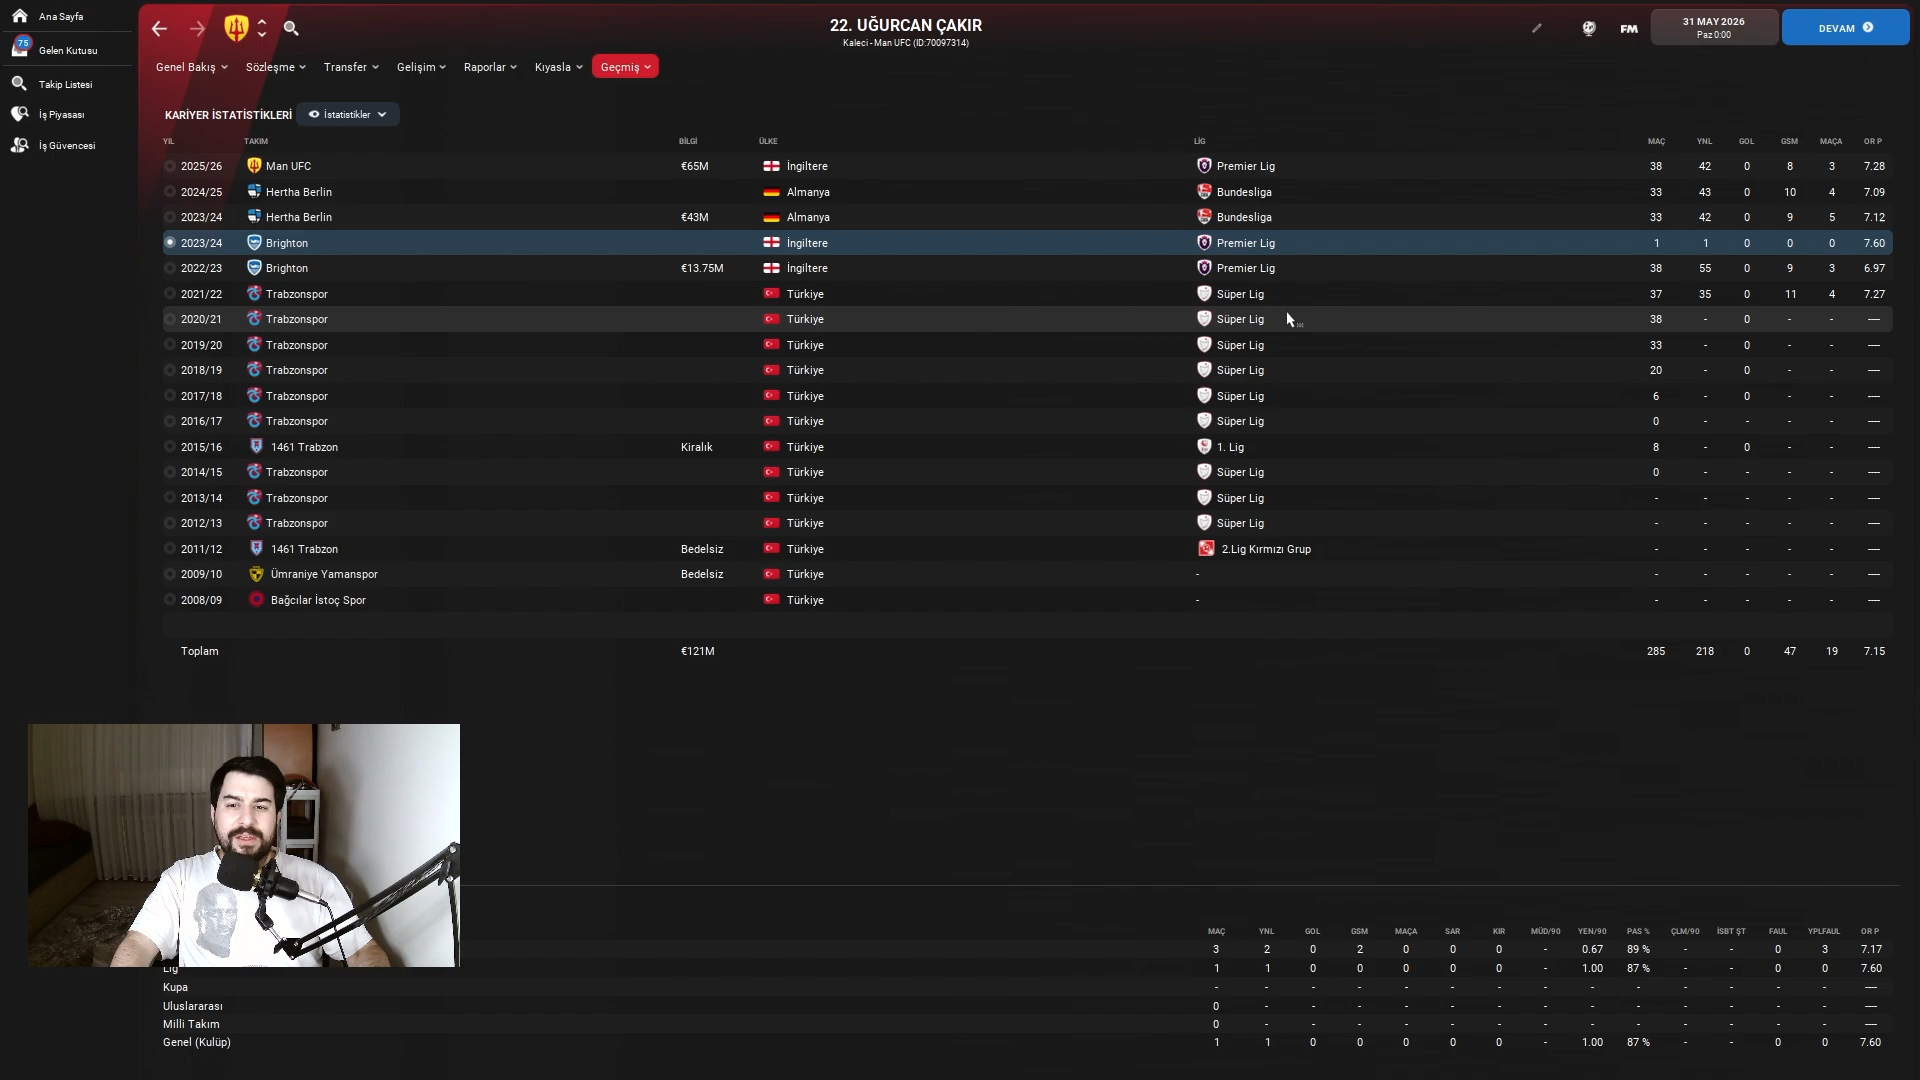 Ana Sayfa
75
Gelen Kutusu
Takip Listesi
İş Piyasası
İş Güvencesi
22. UĞURCAN ÇAKIR
Kaleci - Man UFC (ID:70097314)
FM
31 MAY 2026
Paz 0:00
DEVAM
Genel Bakış Sözleşme Transfer Gelişim Raporlar Kıyasla Geçmiş
KARİYER İSTATİSTİKLERİ İstatistikler
YIL TAKIM BİLGİ ÜLKE LİG MAÇ YNL GOL GSM MAÇA OR P
2025/26 Man UFC €65M İngiltere Premier Lig 38 42 0 8 3 7.28
2024/25 Hertha Berlin Almanya Bundesliga 33 43 0 10 4 7.09
2023/24 Hertha Berlin €43M Almanya Bundesliga 33 42 0 9 5 7.12
2023/24 Brighton İngiltere Premier Lig 1 1 0 0 0 7.60
2022/23 Brighton €13.75M İngiltere Premier Lig 38 55 0 9 3 6.97
2021/22 Trabzonspor Türkiye Süper Lig 37 35 0 11 4 7.27
2020/21 Trabzonspor Türkiye Süper Lig 38 - 0 - - ---
2019/20 Trabzonspor Türkiye Süper Lig 33 - 0 - - ---
2018/19 Trabzonspor Türkiye Süper Lig 20 - 0 - - ---
2017/18 Trabzonspor Türkiye Süper Lig 6 - 0 - - ---
2016/17 Trabzonspor Türkiye Süper Lig 0 - - - - ---
2015/16 1461 Trabzon Kiralık Türkiye 1. Lig 8 - 0 - - ---
2014/15 Trabzonspor Türkiye Süper Lig 0 - - - - ---
2013/14 Trabzonspor Türkiye Süper Lig - - - - - ---
2012/13 Trabzonspor Türkiye Süper Lig - - - - - ---
2011/12 1461 Trabzon Bedelsiz Türkiye 2.Lig Kırmızı Grup - - - - - ---
2009/10 Ümraniye Yamanspor Bedelsiz Türkiye - - - - - - ---
2008/09 Bağcılar İstoç Spor Türkiye - - - - - - ---
Toplam €121M 285 218 0 47 19 7.15
MAÇ YNL GOL GSM MAÇA SAR KIR MÜD/90 YEN/90 PAS % ÇLM/90 İSBT ŞT FAUL YPLFAUL OR P
3 2 0 2 0 0 0 - 0.67 89 % - - 0 3 7.17
Lig 1 1 0 0 0 0 0 - 1.00 87 % - - 0 0 7.60
Kupa - - - - - - - - - - - - - - ---
Uluslararası 0 - - - - - - - - - - - - - ---
Milli Takım 0 - - - - - - - - - - - - - ---
Genel (Kulüp) 1 1 0 0 0 0 0 - 1.00 87 % - - 0 0 7.60